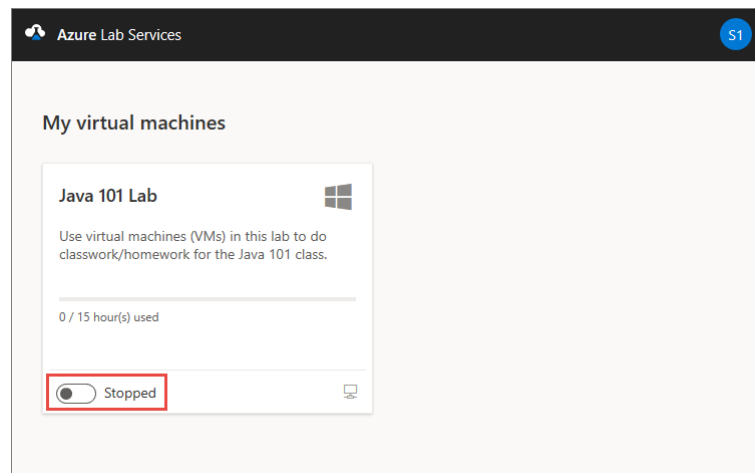 Azure Lab Services
S1
My virtual machines
Java 101 Lab
Use virtual machines (VMs) in this lab to do
classwork/homework for the Java 101 class.
0 / 15 hour(s) used
Stopped